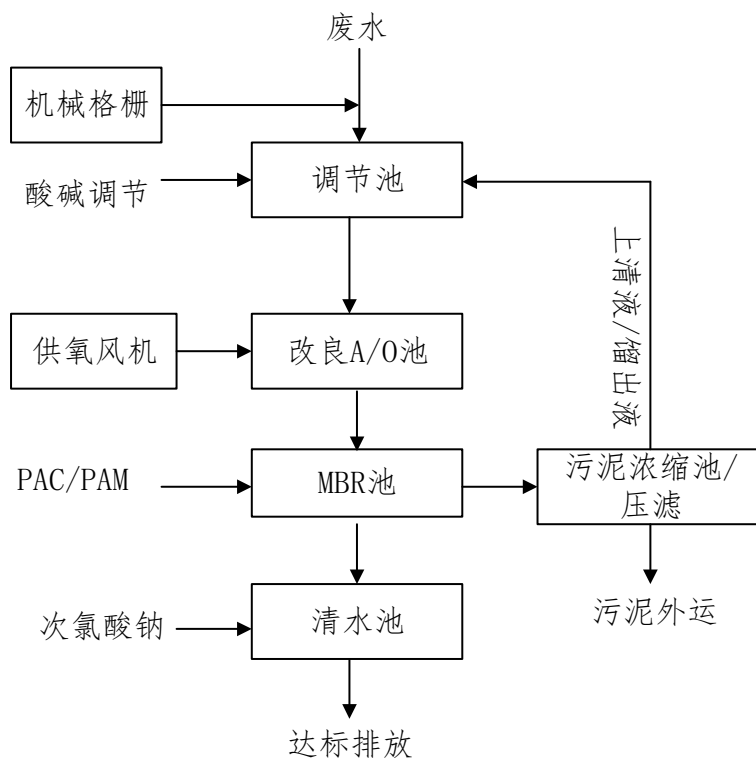 废水
机械格栅
酸碱调节
调节池
上清液/馏出液
供氧风机
改良A/O池
PAC/PAM
MBR池
污泥浓缩池/
压滤
次氯酸钠
清水池
污泥外运
达标排放